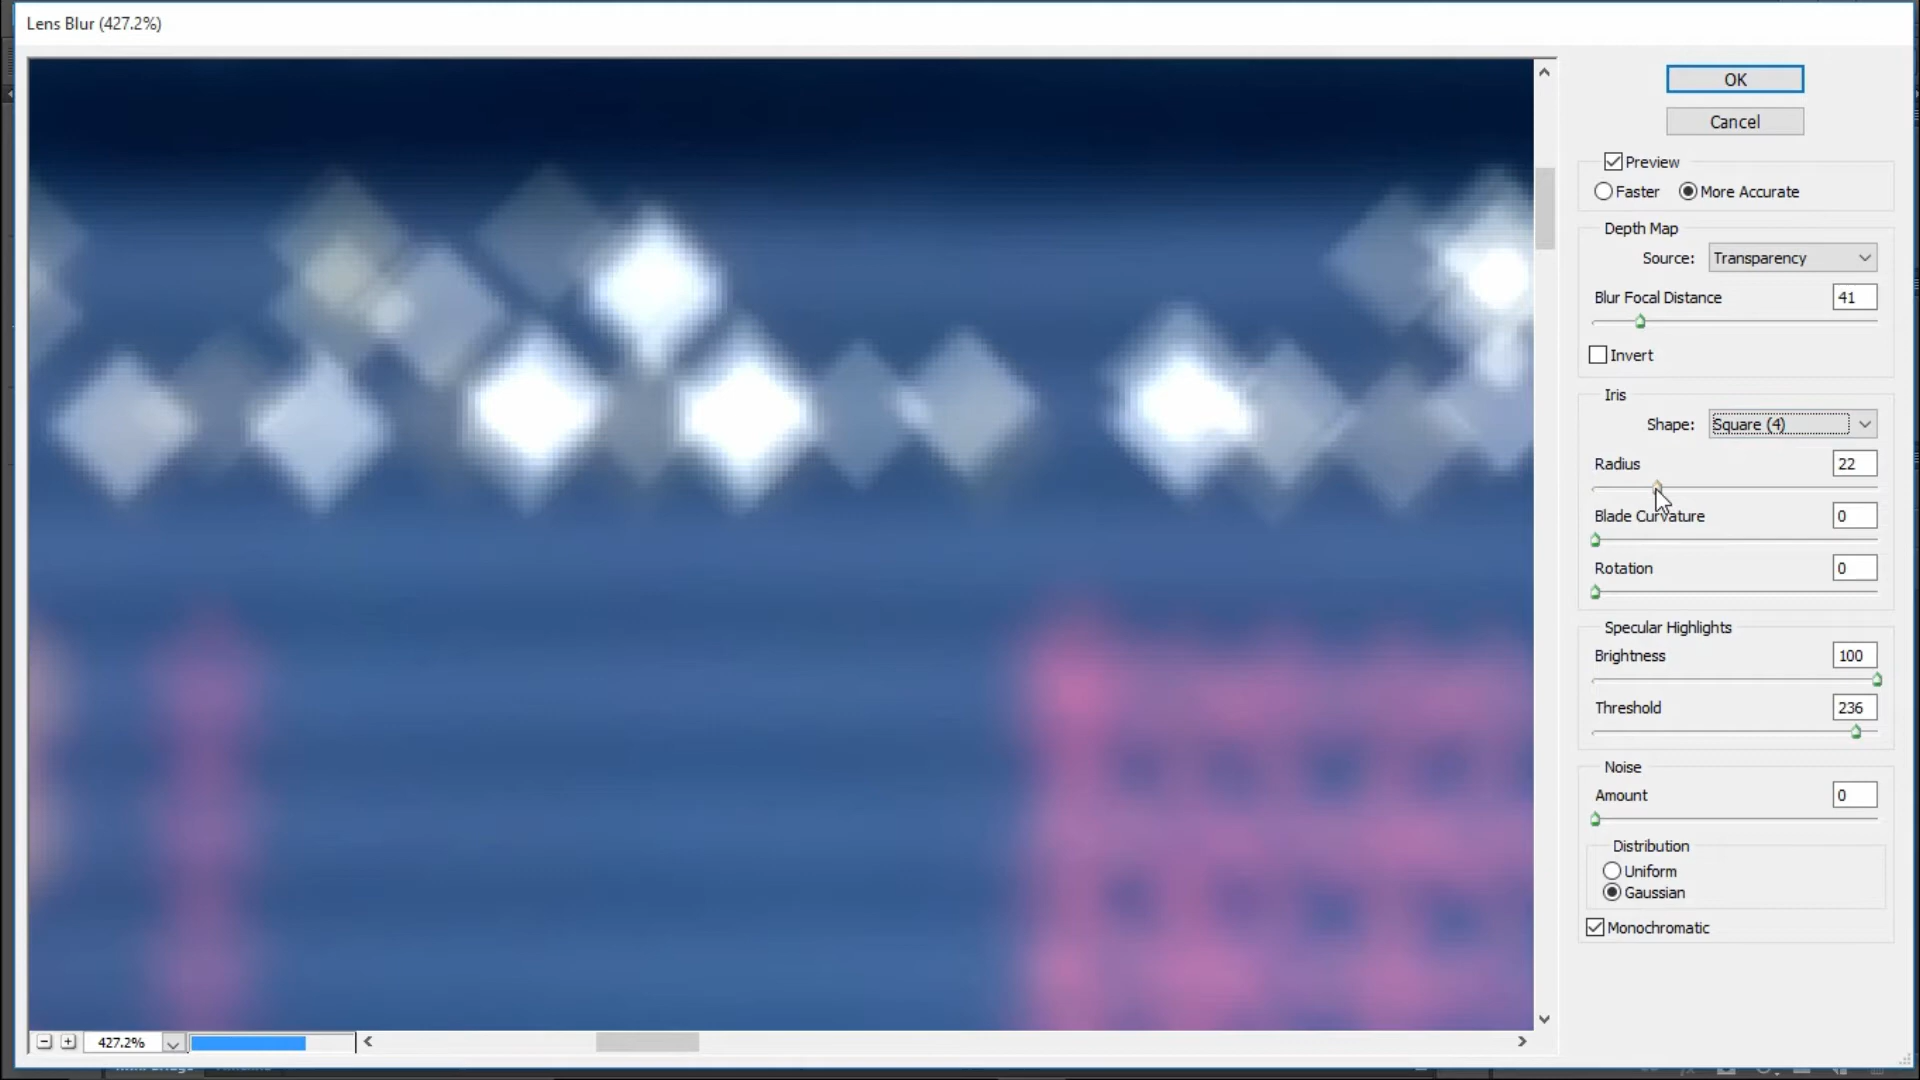 Lens Blur (427.2%)
OK
Cancel
Preview
Faster
More Accurate
Depth Map
Source: Transparency
Blur Focal Distance 41
Invert
Iris
Shape: Square (4)
Radius 22
Blade Curvature 0
Rotation 0
Specular Highlights
Brightness 100
Threshold 236
Noise
Amount 0
Distribution
Uniform
Gaussian
Monochromatic
427.2%